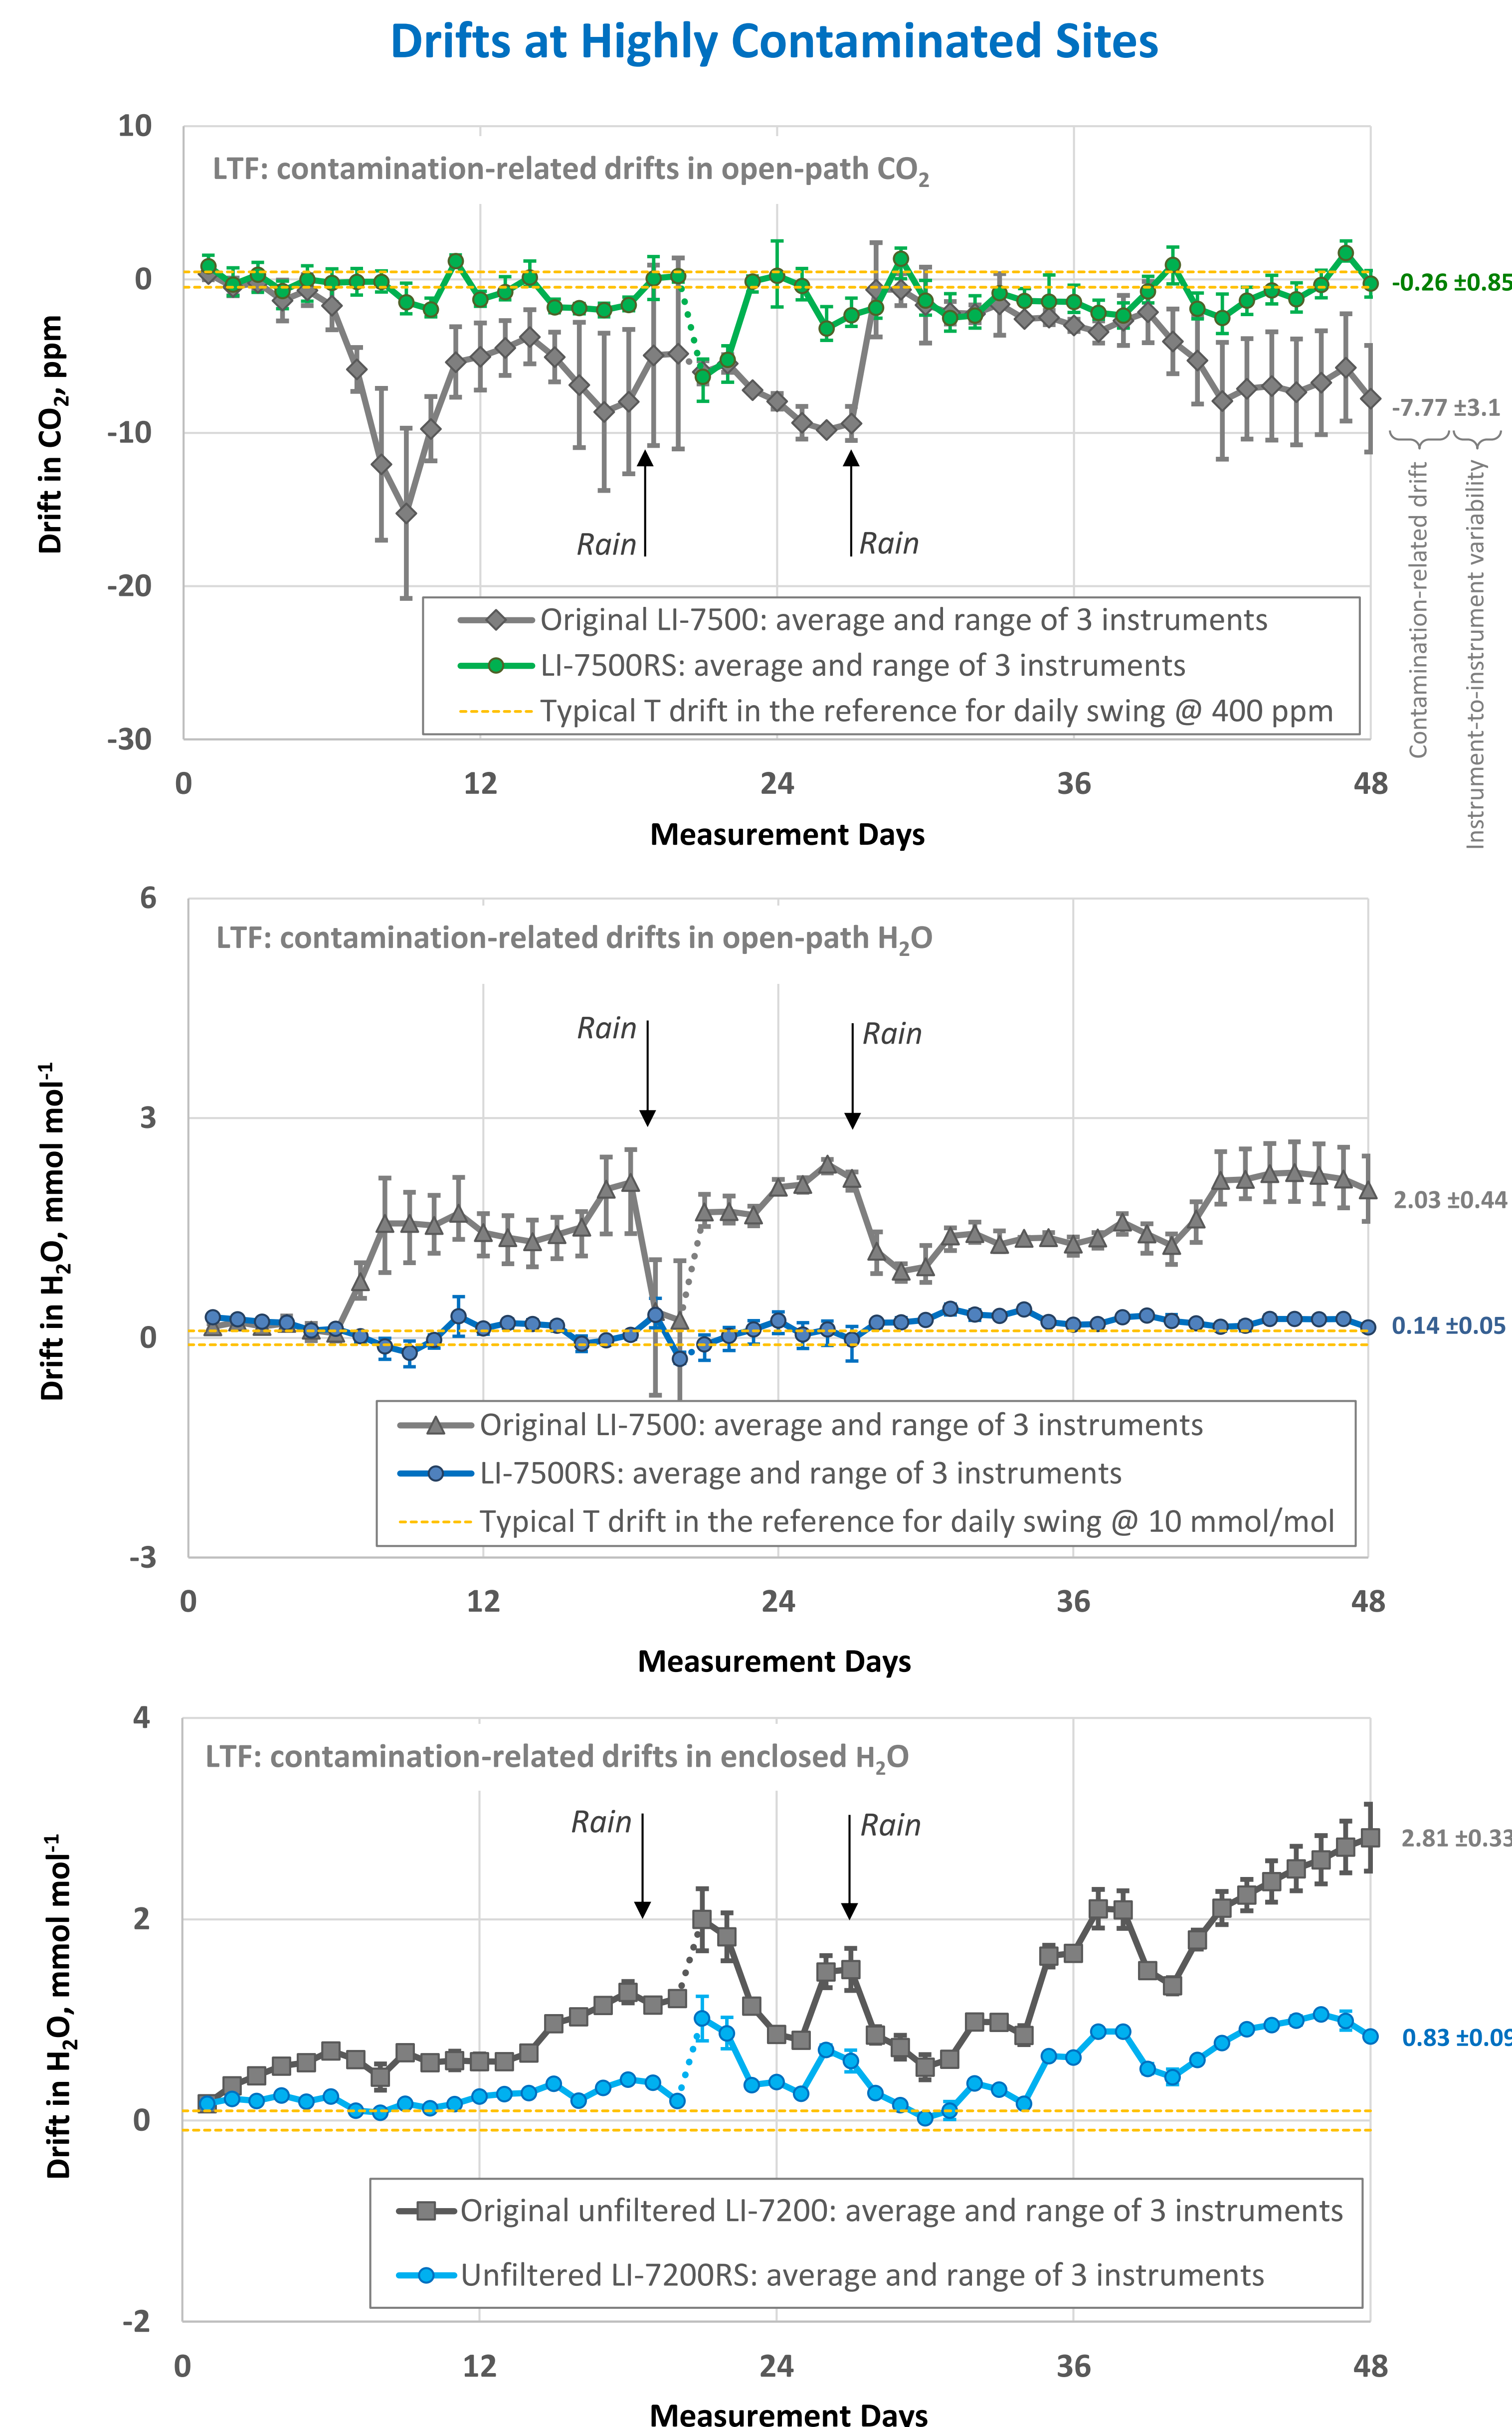 Drifts at Highly Contaminated Sites
LTF: contamination-related drifts in open-path CO2
Drift in CO2, ppm
10
0
-10
-20
-30
Rain
Rain
-0.26 ±0.85
-7.77 ±3.1
Contamination-related drift
Instrument-to-instrument variability
Original LI-7500: average and range of 3 instruments
LI-7500RS: average and range of 3 instruments
Typical T drift in the reference for daily swing @ 400 ppm
0 12 24 36 48
Measurement Days
LTF: contamination-related drifts in open-path H2O
Drift in H2O, mmol mol-1
6
3
0
-3
Rain
Rain
2.03 ±0.44
0.14 ±0.05
Original LI-7500: average and range of 3 instruments
LI-7500RS: average and range of 3 instruments
Typical T drift in the reference for daily swing @ 10 mmol/mol
0 12 24 36 48
Measurement Days
LTF: contamination-related drifts in enclosed H2O
Drift in H2O, mmol mol-1
4
2
0
-2
Rain
Rain
2.81 ±0.33
0.83 ±0.09
Original unfiltered LI-7200: average and range of 3 instruments
Unfiltered LI-7200RS: average and range of 3 instruments
0 12 24 36 48
Measurement Days